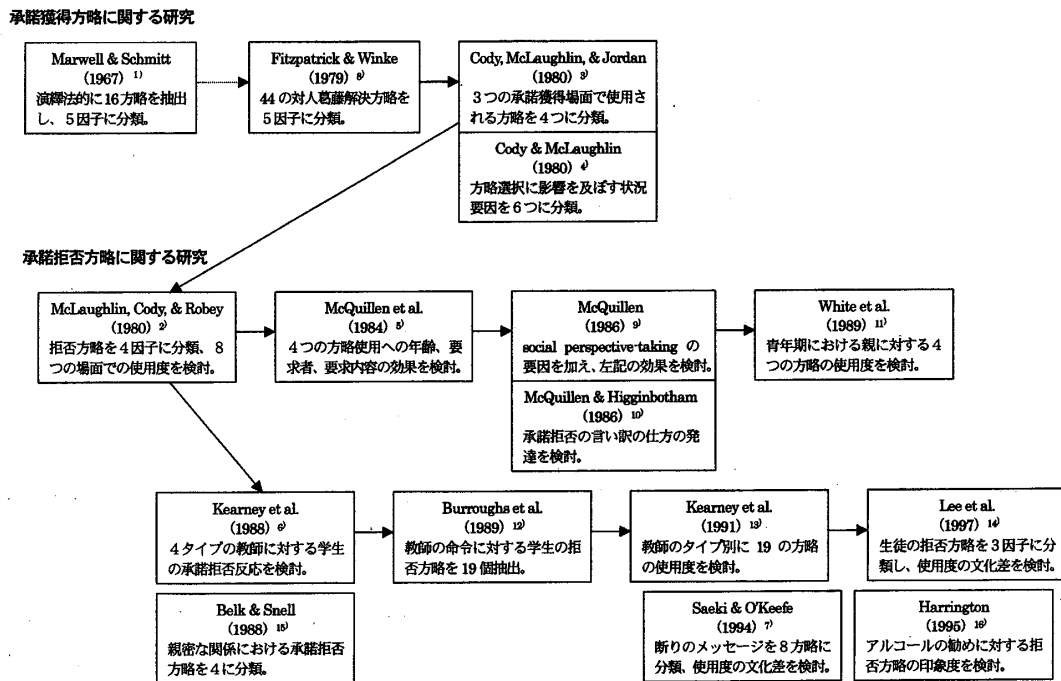 承諾獲得方略に関する研究
Marwell & Schmitt
(1967) 1)
演繹法的に16方略を抽出
し、5因子に分類。
Fitzpatrick & Winke
(1979) 8)
44の対人葛藤解決方略を
5因子に分類。
Cody, McLaughlin, & Jordan
(1980) 3)
3つの承諾獲得場面で使用さ
れる方略を4つに分類。
Cody & McLaughlin
(1980) 4)
方略選択に影響を及ぼす状況
要因を6つに分類。
承諾拒否方略に関する研究
McLaughlin, Cody, & Robey
(1980) 2)
拒否方略を4因子に分類、8
つの場面での使用度を検討。
McQuillen et al.
(1984) 5)
4つの方略使用への年齢、要
求者、要求内容の効果を検討。
McQuillen
(1986) 9)
social perspective-taking の
要因を加え、左記の効果を検討。
McQuillen & Higginbotham
(1986) 10)
承諾拒否の言い訳の仕方の発
達を検討。
White et al.
(1989) 11)
青年期における親に対する4
つの方略の使用度を検討。
Kearney et al.
(1988) 6)
4タイプの教師に対する学生
の承諾拒否反応を検討。
Burroughs et al.
(1989) 12)
教師の命令に対する学生の拒
否方略を19個抽出。
Kearney et al.
(1991) 13)
教師のタイプ別に 19 の方略
の使用度を検討。
Lee et al.
(1997) 14)
生徒の拒否方略を3因子に分
類し、使用度の文化差を検討。
Belk & Snell
(1988) 15)
親密な関係における承諾拒否
方略を4に分類。
Saeki & O'Keefe
(1994) 7)
断りのメッセージを8方略に
分類、使用度の文化差を検討。
Harrington
(1995) 16)
アルコールの勧めに対する拒
否方略の印象度を検討。